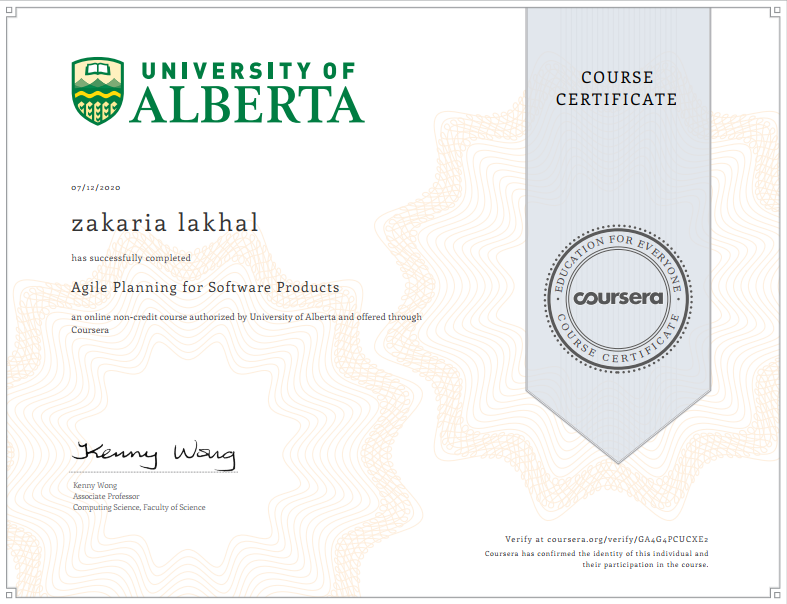 UNIVERSITY OF
ALBERTA
COURSE
CERTIFICATE
07/12/2020
zakaria lakhal
has successfully completed
Agile Planning for Software Products
an online non-credit course authorized by University of Alberta and offered through
Coursera
EDUCATION FOR EVERYONE
coursera
COURSE CERTIFICATE
Kenny Wong
Kenny Wong
Associate Professor
Computing Science, Faculty of Science
Verify at coursera.org/verify/GA4G4PCUCXE2
Coursera has confirmed the identity of this individual and
their participation in the course.